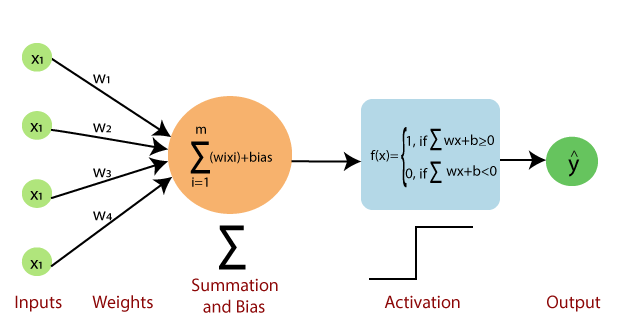 x₁
x₁
x₁
x₁
w₁
w₂
w₃
w₄
m
∑(wixi)+bias
i=1
f(x)={1, if ∑ wx+b≥0
0, if ∑ wx+b<0
ŷ
∑
Inputs
Weights
Summation
and Bias
Activation
Output